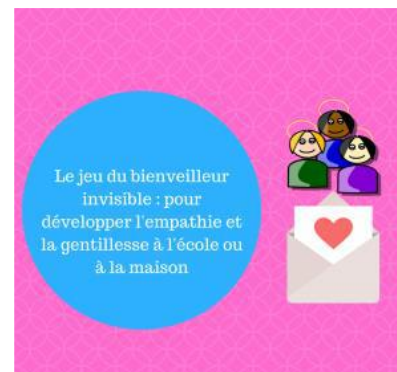 Le jeu du bienveilleur
invisible : pour
développer l'empathie et
la gentillesse à l'école ou
à la maison